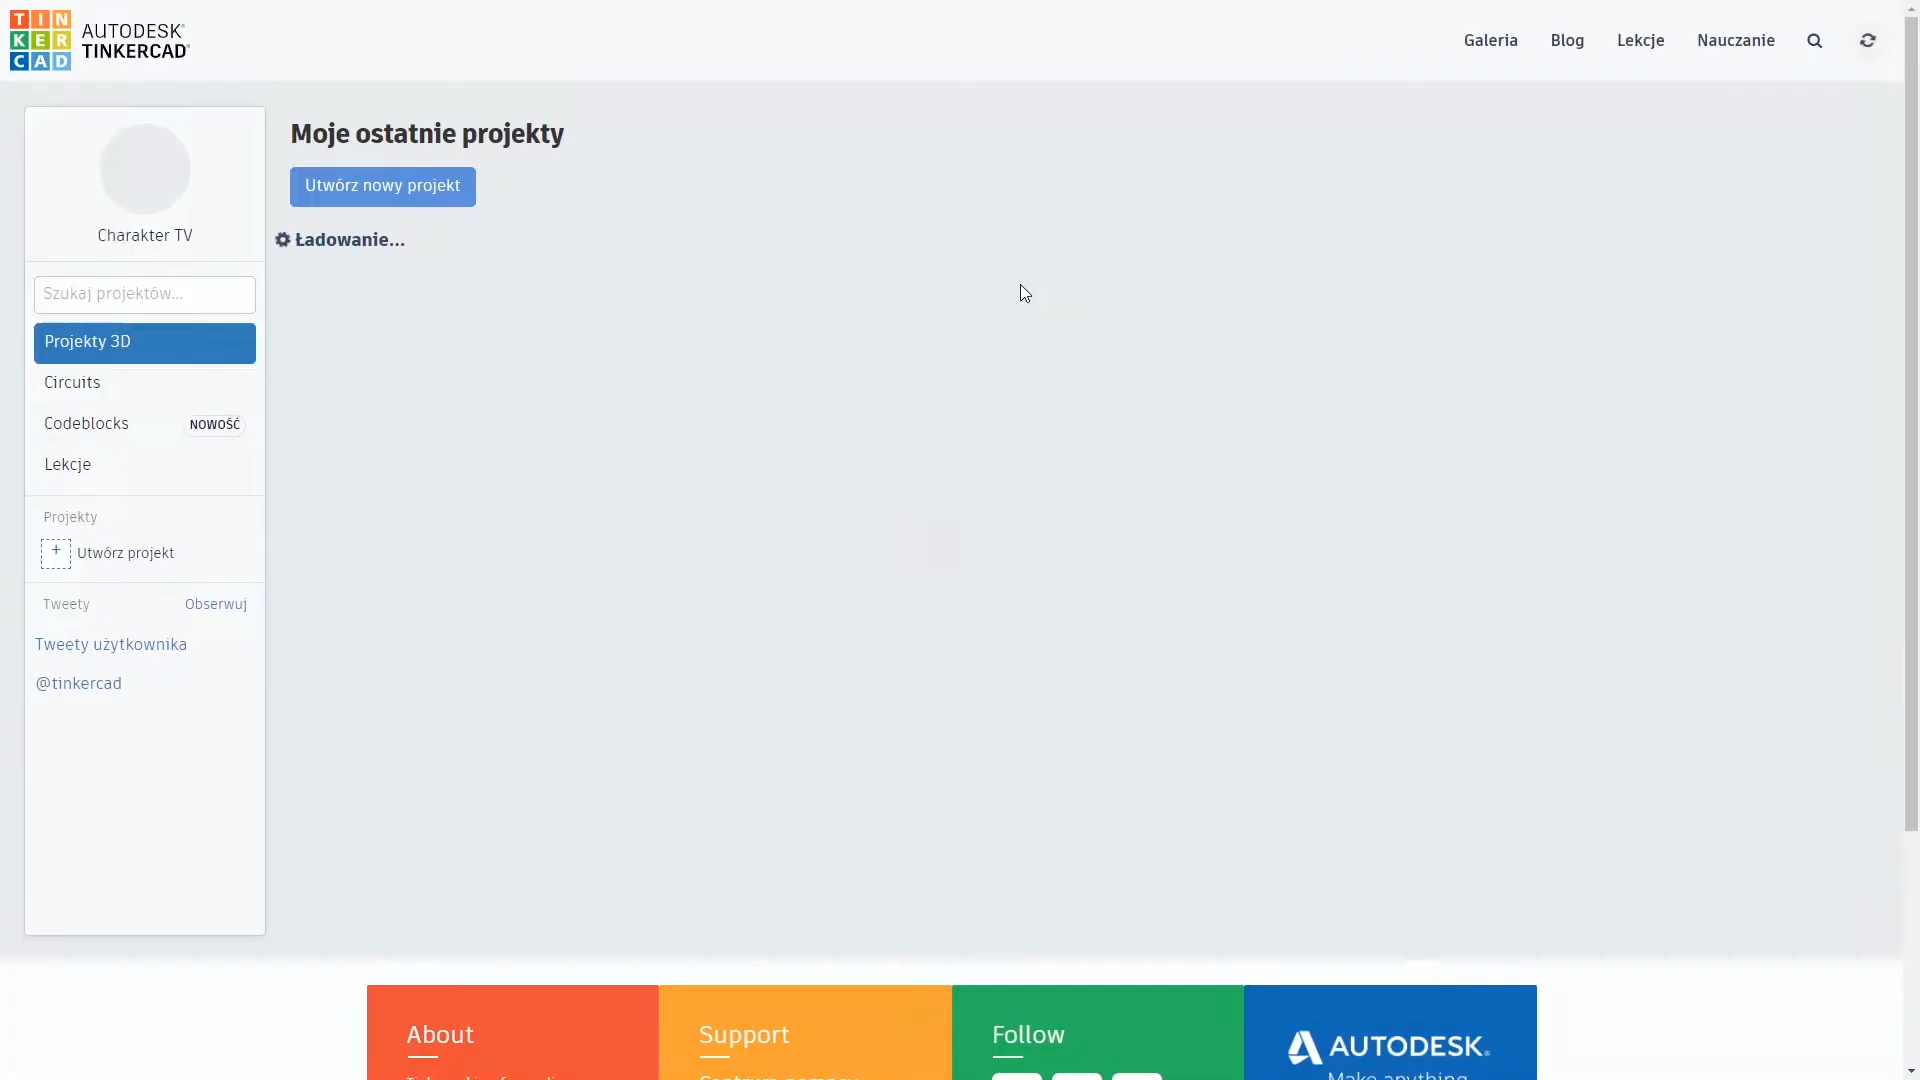 TIN
KER
CAD
AUTODESK®
TINKERCAD®
Galeria
Blog
Lekcje
Nauczanie
Charakter TV
Szukaj projektów...
Projekty 3D
Circuits
Codeblocks
NOWOŚĆ
Lekcje
Projekty
+ Utwórz projekt
Tweety
Obserwuj
Tweety użytkownika
@tinkercad
Moje ostatnie projekty
Utwórz nowy projekt
Ładowanie...
About
Support
Follow
AUTODESK.
Make anything